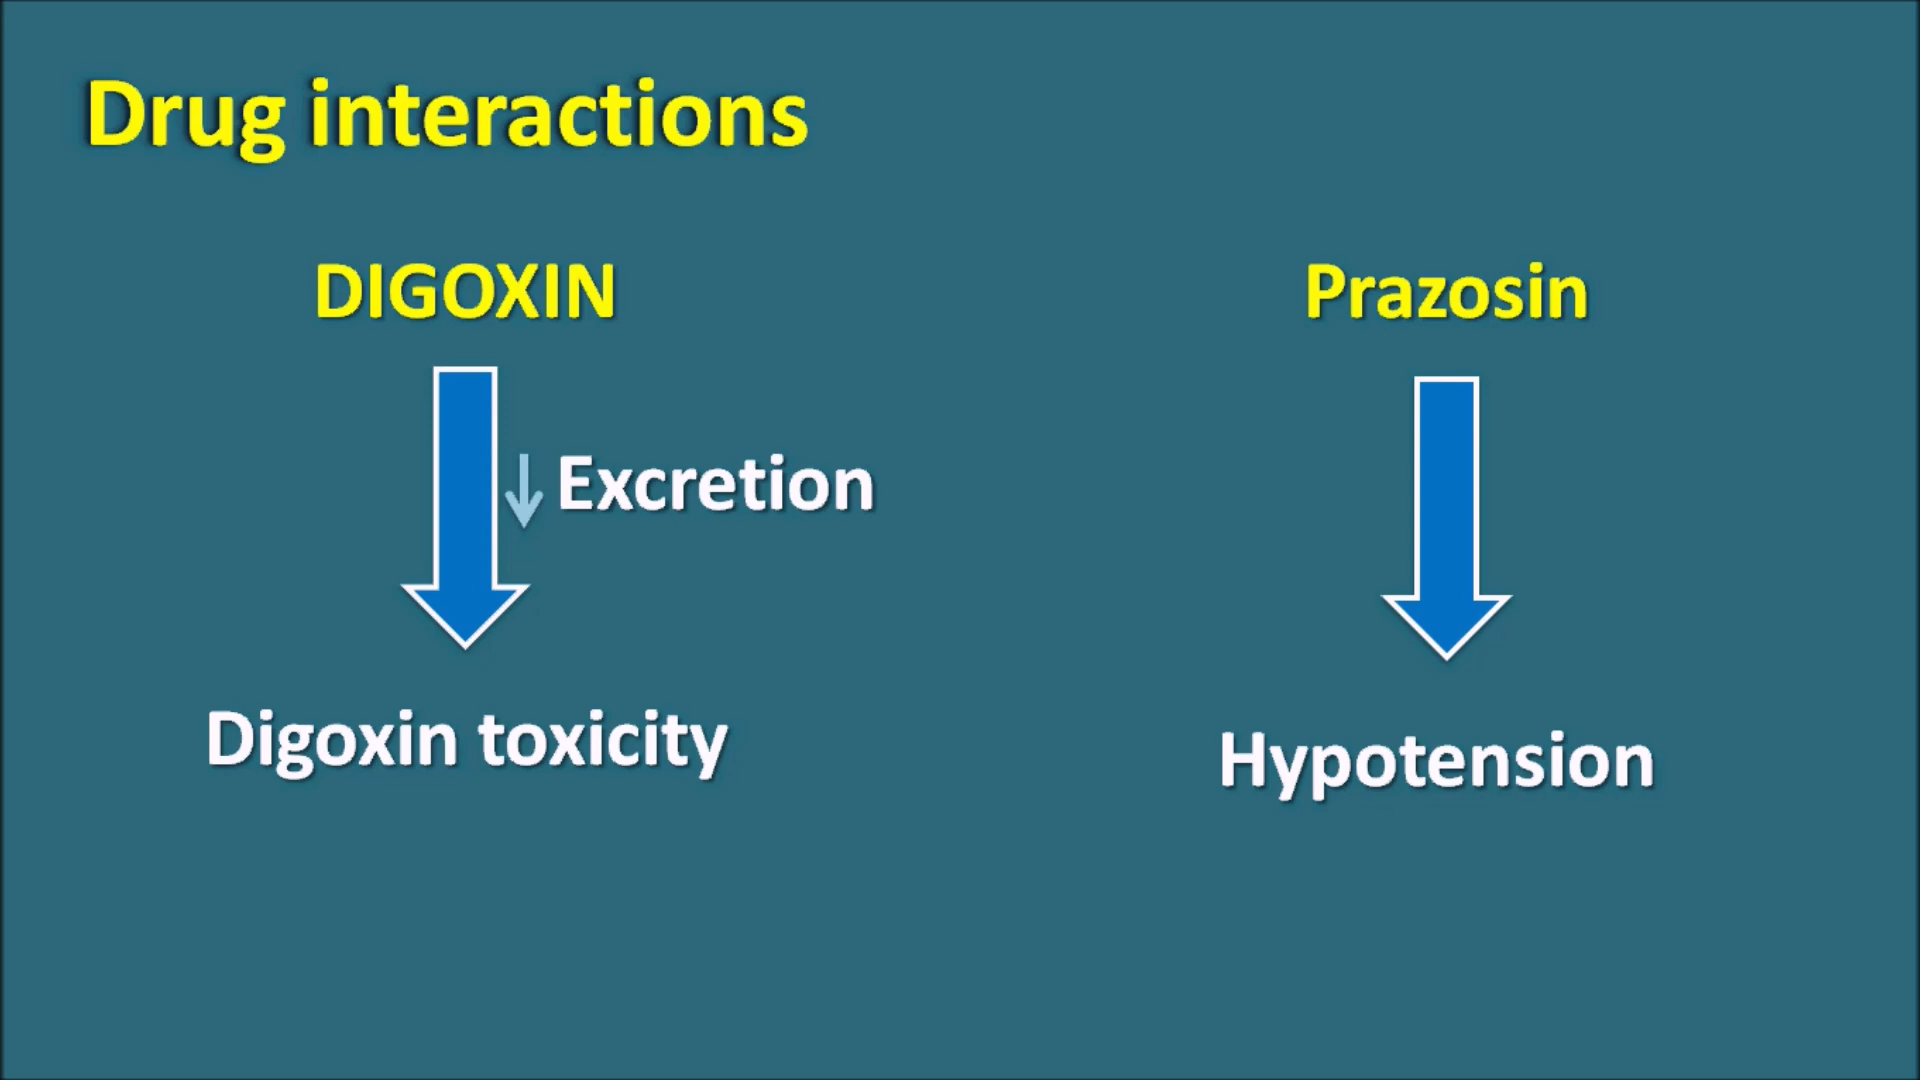 Drug interactions
DIGOXIN
Prazosin
↓ Excretion
Digoxin toxicity
Hypotension